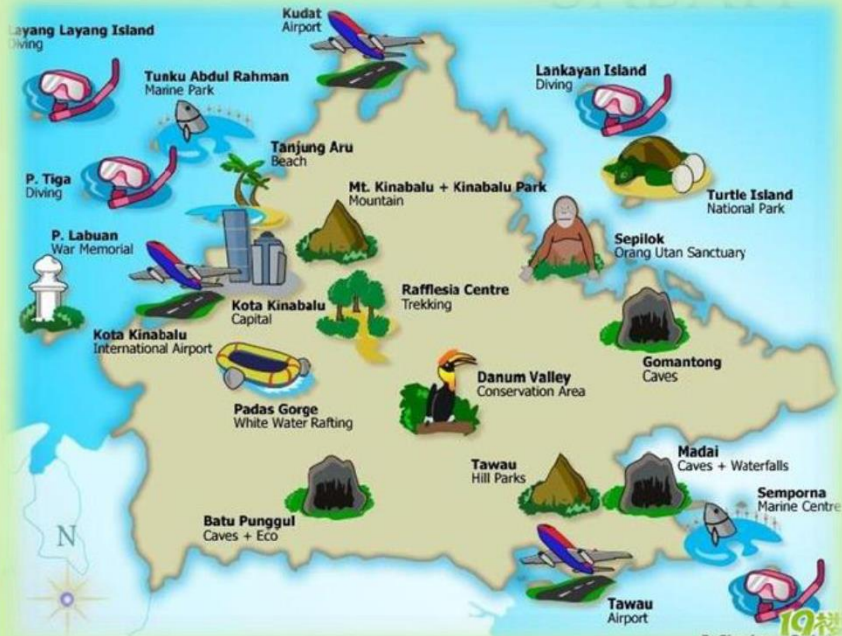 Kudat
Airport
Layang Layang Island
Diving
Tunku Abdul Rahman
Marine Park
Lankayan Island
Diving
Tanjung Aru
Beach
P. Tiga
Diving
Mt. Kinabalu + Kinabalu Park
Mountain
Turtle Island
National Park
P. Labuan
War Memorial
Sepilok
Orang Utan Sanctuary
Rafflesia Centre
Trekking
Kota Kinabalu
Capital
Kota Kinabalu
International Airport
Gomantong
Caves
Danum Valley
Conservation Area
Padas Gorge
White Water Rafting
Tawau
Hill Parks
Madai
Caves + Waterfalls
Semporna
Marine Centre
Batu Punggul
Caves + Eco
N
Tawau
Airport
19楼